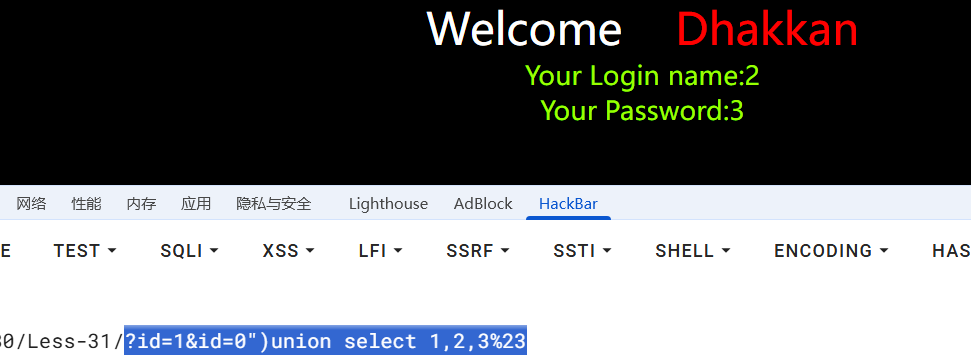 Welcome Dhakkan
Your Login name:2
Your Password:3
网络 性能 内存 应用 隐私与安全 Lighthouse AdBlock HackBar
E TEST SQLI XSS LFI SSRF SSTI SHELL ENCODING HAS
80/Less-31/?id=1&id=0")union select 1,2,3%23